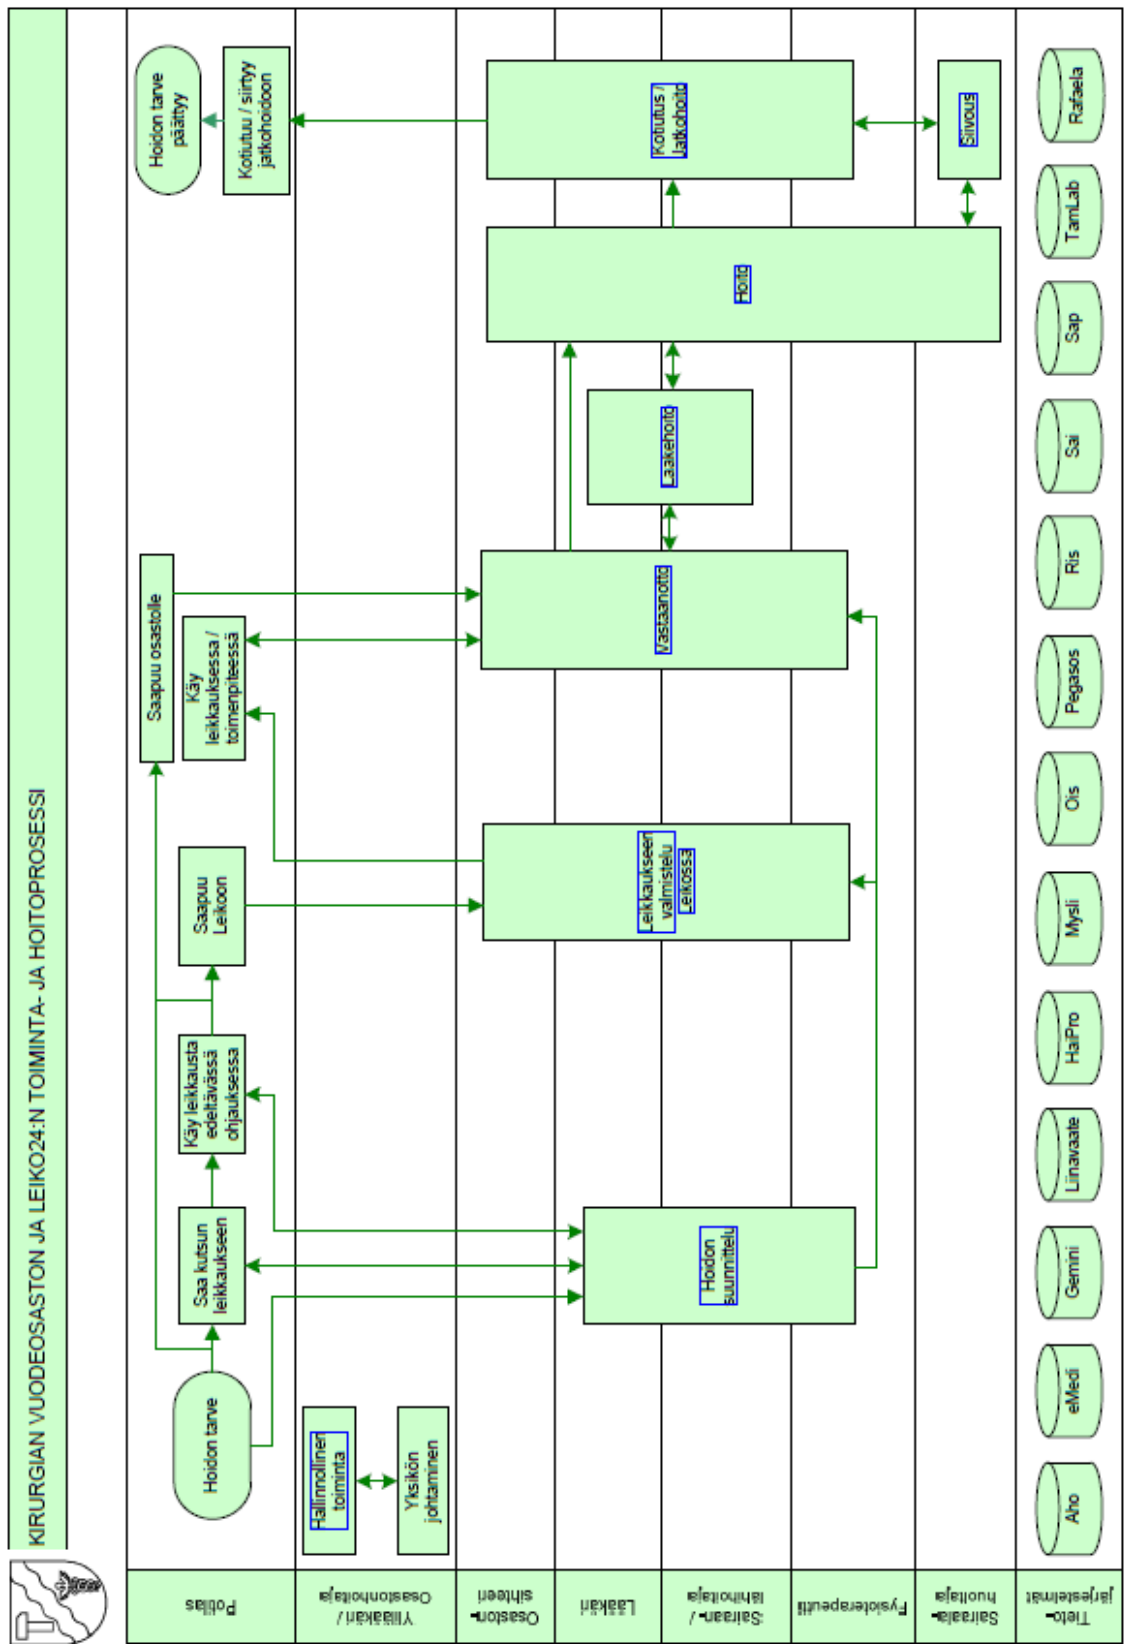 KIRURGIAN VUODEOSASTON JA LEIKO24:N TOIMINTA- JA HOITOPROSESSI
Potilas
Hoidon tarve
Saa kutsun
leikkaukseen
Käy leikkausta
edeltävässä
ohjauksessa
Saapuu
Leikoon
Saapuu osastolle
Käy
leikkauksessa /
toimenpiteessä
Kotiutuu / siirtyy
jatkohoidoon
Hoidon tarve
päättyy
Ylilääkäri /
Osastonhoitaja
Hallinnollinen
toiminta
Yksikön
johtaminen
Osaston-
sihteeri
Lääkäri
Sairaan- /
lähihoitaja
Fysioterapeutti
Hoidon
suunnittelu
Leikkaukseen
valmistelu
Leikossa
Vastaanotto
Lääkehoito
Hoito
Kotiutus /
Jatkohoito
Sairaala-
huoltaja
Siivous
Tieto-
järjestelmät
Aho
eMedi
Gemini
Liinavaate
HaiPro
Mysli
Ois
Pegasos
Ris
Sai
Sap
TamLab
Rafaela